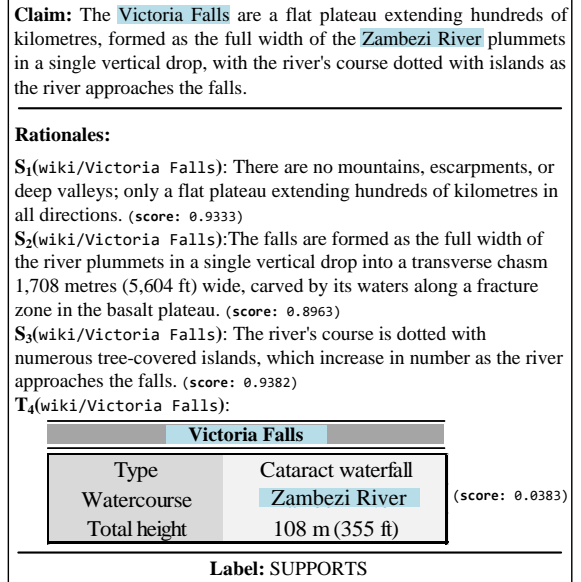 Claim: The Victoria Falls are a flat plateau extending hundreds of
kilometres, formed as the full width of the Zambezi River plummets
in a single vertical drop, with the river's course dotted with islands as
the river approaches the falls.
Rationales:
S1(wiki/Victoria Falls): There are no mountains, escarpments, or
deep valleys; only a flat plateau extending hundreds of kilometres in
all directions. (score: 0.9333)
S2(wiki/Victoria Falls):The falls are formed as the full width of
the river plummets in a single vertical drop into a transverse chasm
1,708 metres (5,604 ft) wide, carved by its waters along a fracture
zone in the basalt plateau. (score: 0.8963)
S3(wiki/Victoria Falls): The river's course is dotted with
numerous tree-covered islands, which increase in number as the river
approaches the falls. (score: 0.9382)
T4(wiki/Victoria Falls):
Victoria Falls
Type Cataract waterfall
Watercourse Zambezi River (score: 0.0383)
Total height 108 m (355 ft)
Label: SUPPORTS